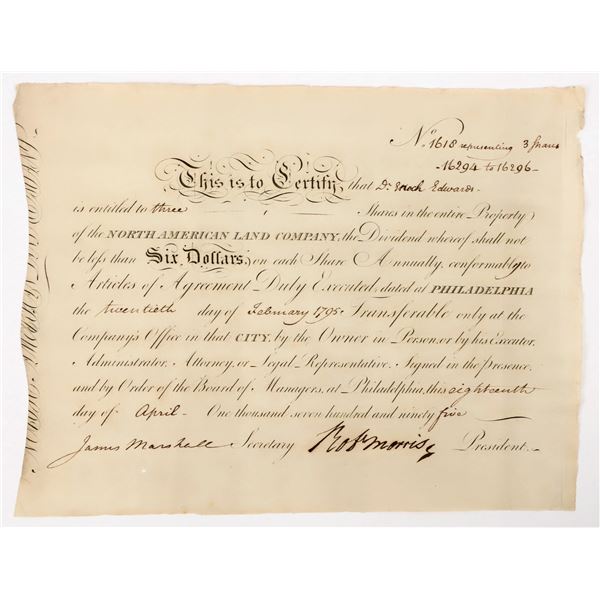 No. 1618 representing 3 Shares
16294 to 16296
This is to Certify, that Dr. Enoch Edwards
is entitled to three Shares in the entire Property
of the NORTH AMERICAN LAND COMPANY, the Dividend whereof shall not
be less than Six Dollars, on each Share Annually, conformably to
Articles of Agreement Duly Executed, dated at PHILADELPHIA
the twentieth day of February 1795. Transferable only at the
Company's Office in that CITY, by the Owner in Person, or by his Executor,
Administrator, Attorney, or Legal Representative. Signed in the presence
and by Order of the Board of Managers, at Philadelphia, this eighteenth
day of April One thousand seven hundred and ninety five
James Marshall Secretary Robt Morris President.